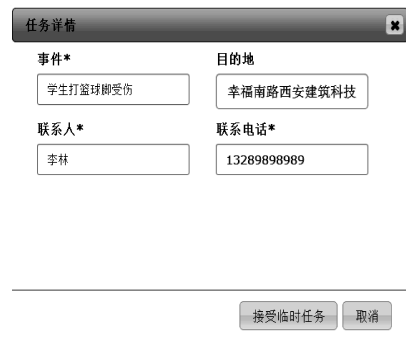 任务详情
事件* 目的地
学生打篮球脚受伤 幸福南路西安建筑科技
联系人* 联系电话*
李林 13289898989
接受临时任务 取消